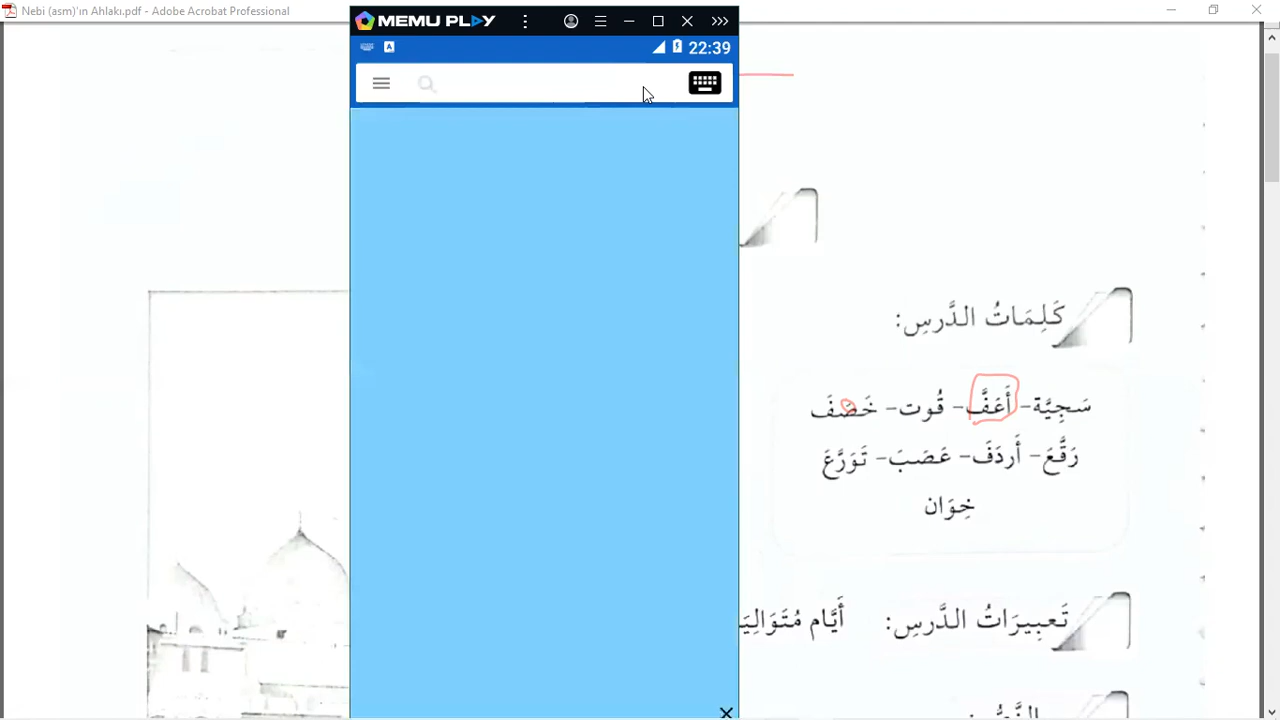 Nebi (asm)'ın Ahlakı.pdf - Adobe Acrobat Professional
MEMU PLAY
22:39
كَلِمَاتُ الدَّرسِ:
سَجِيَّة- أَعَفَّ- قُوت- خَصَفَ
رَقَّعَ- أَردَفَ- عَصَبَ- تَوَرَّعَ
خِوَان
تَعبِيرَاتُ الدَّرسِ: أَيَّام